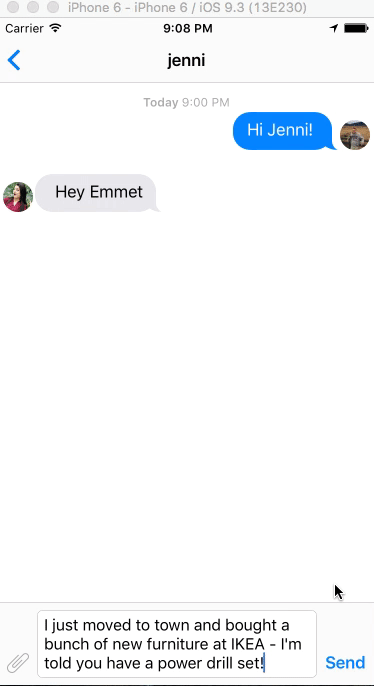 iPhone 6 - iPhone 6 / iOS 9.3 (13E230)
Carrier 9:08 PM
jenni
Today 9:00 PM
Hi Jenni!
Hey Emmet
I just moved to town and bought a
bunch of new furniture at IKEA - I'm
told you have a power drill set!
Send